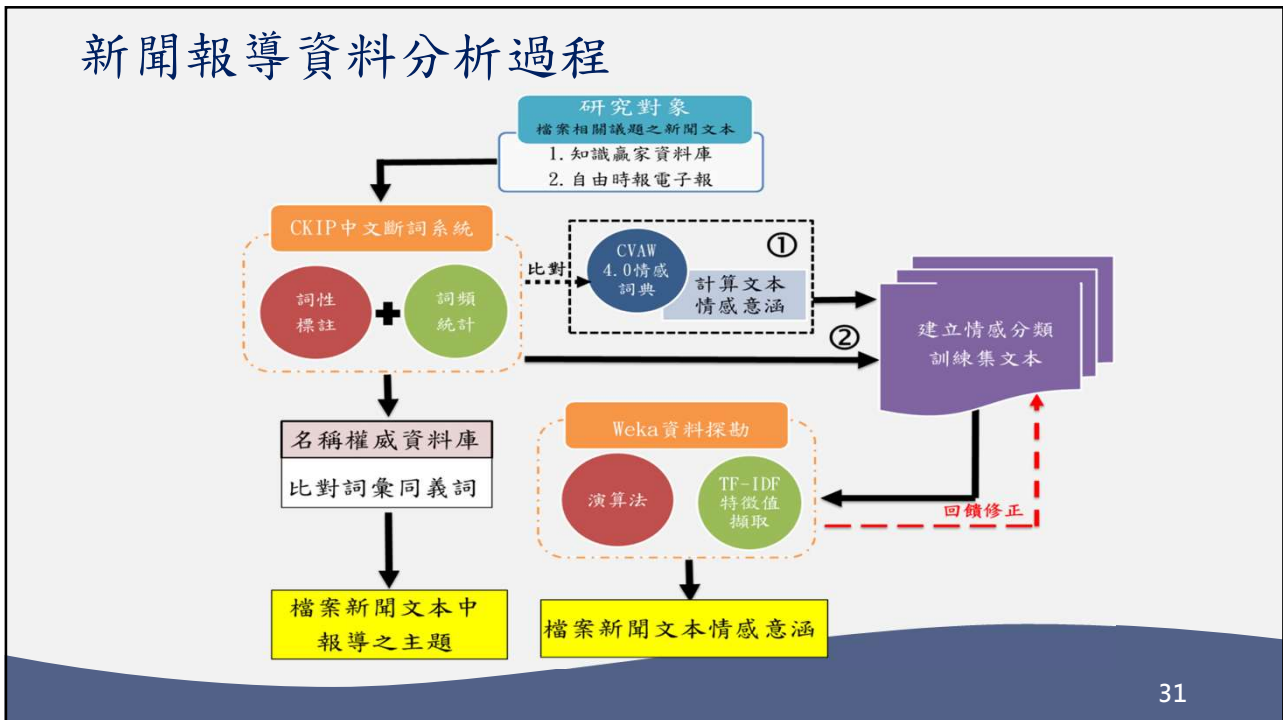 新聞報導資料分析過程
研究對象
檔案相關議題之新聞文本
1. 知識贏家資料庫
2. 自由時報電子報
CKIP中文斷詞系統
詞性
標註
詞頻
統計
比對
CVAW
4.0情感
詞典
①
計算文本
情感意涵
②
建立情感分類
訓練集文本
名稱權威資料庫
比對詞彙同義詞
Weka資料探勘
演算法
TF-IDF
特徵值
擷取
回饋修正
檔案新聞文本中
報導之主題
檔案新聞文本情感意涵
31